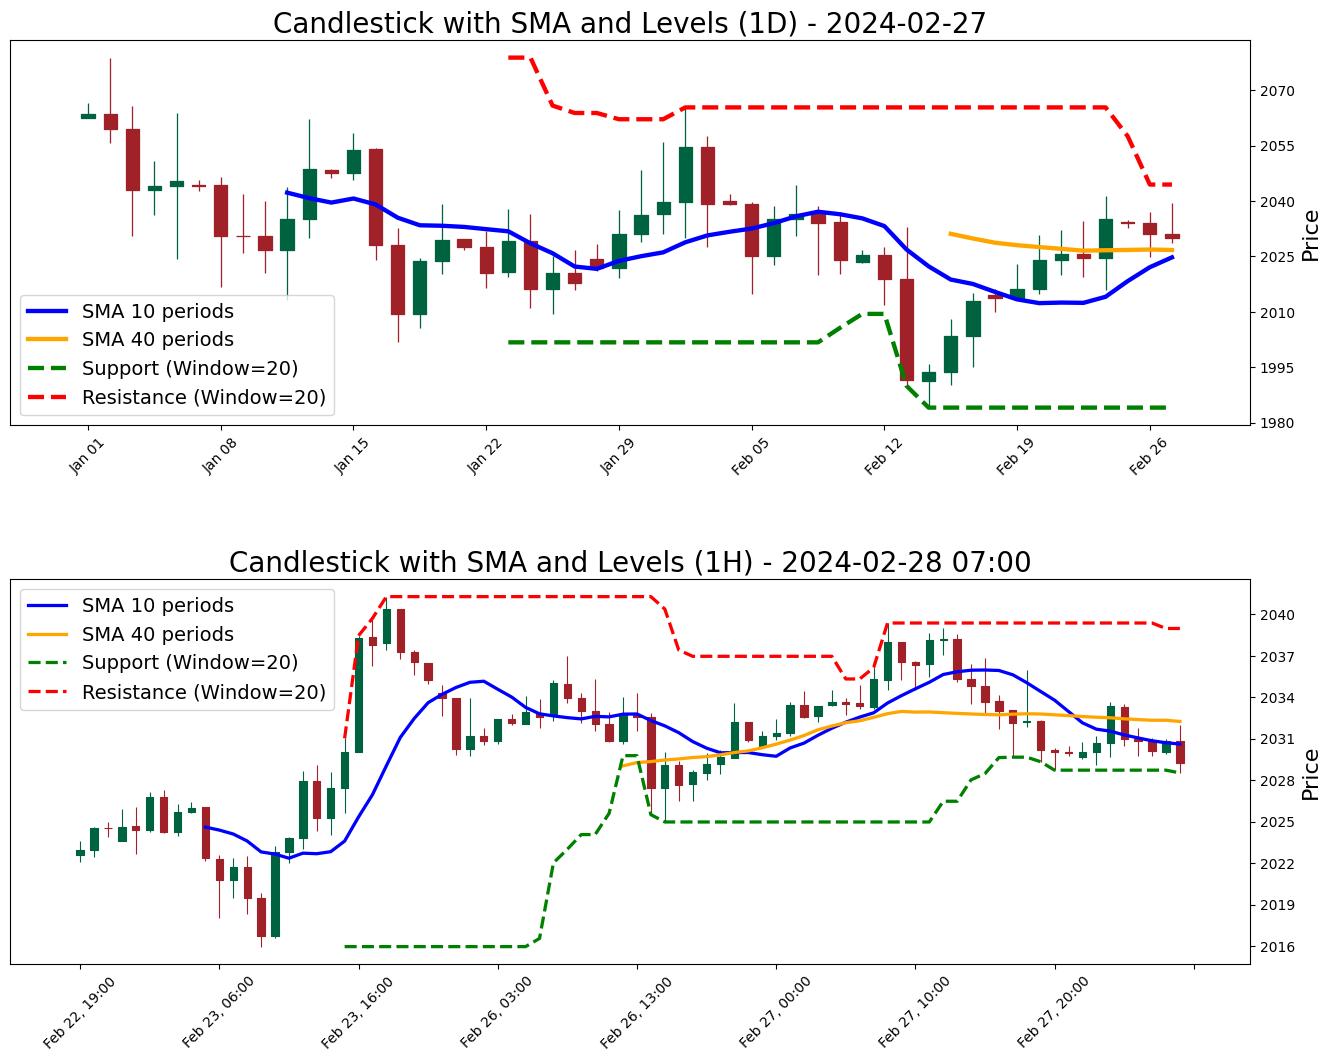 Candlestick with SMA and Levels (1D) - 2024-02-27
SMA 10 periods
SMA 40 periods
Support (Window=20)
Resistance (Window=20)
2070
2055
2040
2025
2010
1995
1980
Price
Jan 01
Jan 08
Jan 15
Jan 22
Jan 29
Feb 05
Feb 12
Feb 19
Feb 26
Candlestick with SMA and Levels (1H) - 2024-02-28 07:00
SMA 10 periods
SMA 40 periods
Support (Window=20)
Resistance (Window=20)
2040
2037
2034
2031
2028
2025
2022
2019
2016
Price
Feb 22, 19:00
Feb 23, 06:00
Feb 23, 16:00
Feb 26, 03:00
Feb 26, 13:00
Feb 27, 00:00
Feb 27, 10:00
Feb 27, 20:00